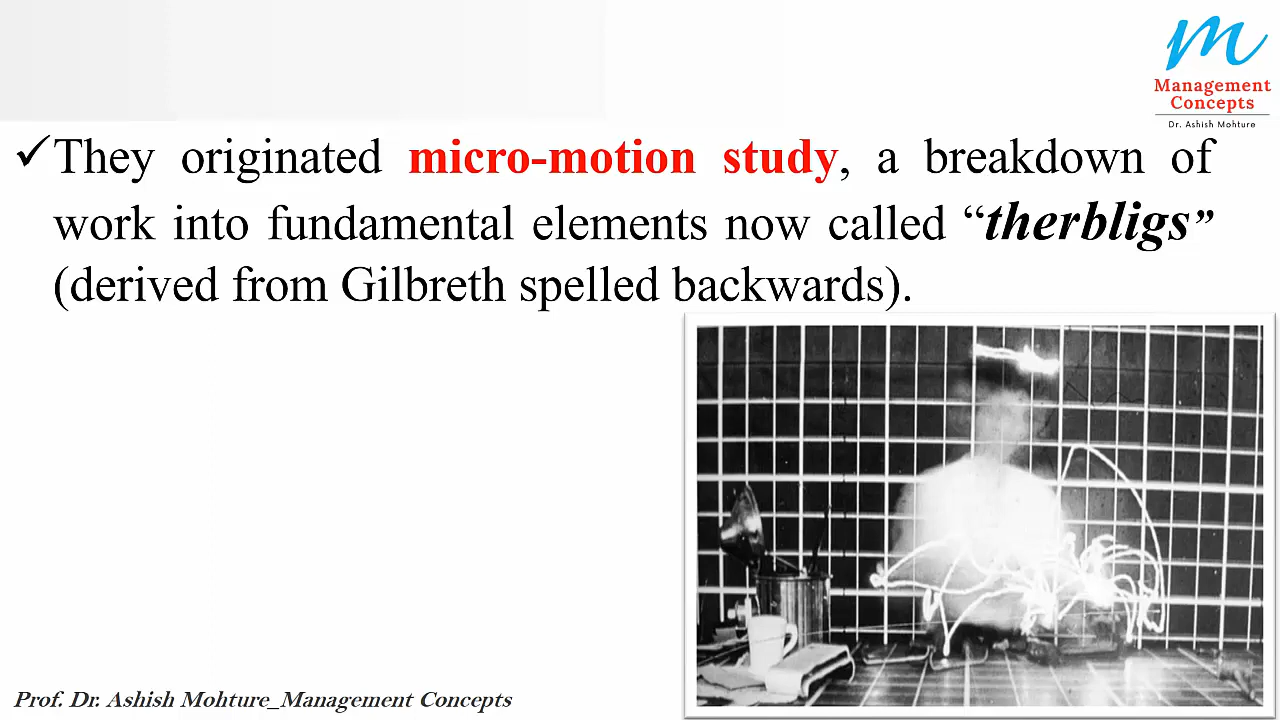 m
Management
Concepts
Dr. Ashish Mohture
✓They originated micro-motion study, a breakdown of
work into fundamental elements now called “therbligs”
(derived from Gilbreth spelled backwards).
Prof. Dr. Ashish Mohture_Management Concepts